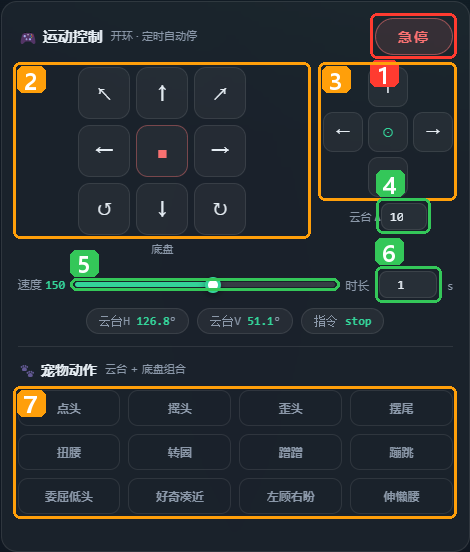 运动控制 开环 · 定时自动停 急停
1
2
↖ ↑ ↗
← ■ →
↺ ↓ ↻
底盘
3
← ⊙ →
4
云台 10
5
速度 150
6
时长 1 s
云台H 126.8° 云台V 51.1° 指令 stop
宠物动作 云台 + 底盘组合
7
点头 摇头 歪头 摆尾
扭腰 转圈 蹭蹭 蹦跳
委屈低头 好奇凑近 左顾右盼 伸懒腰